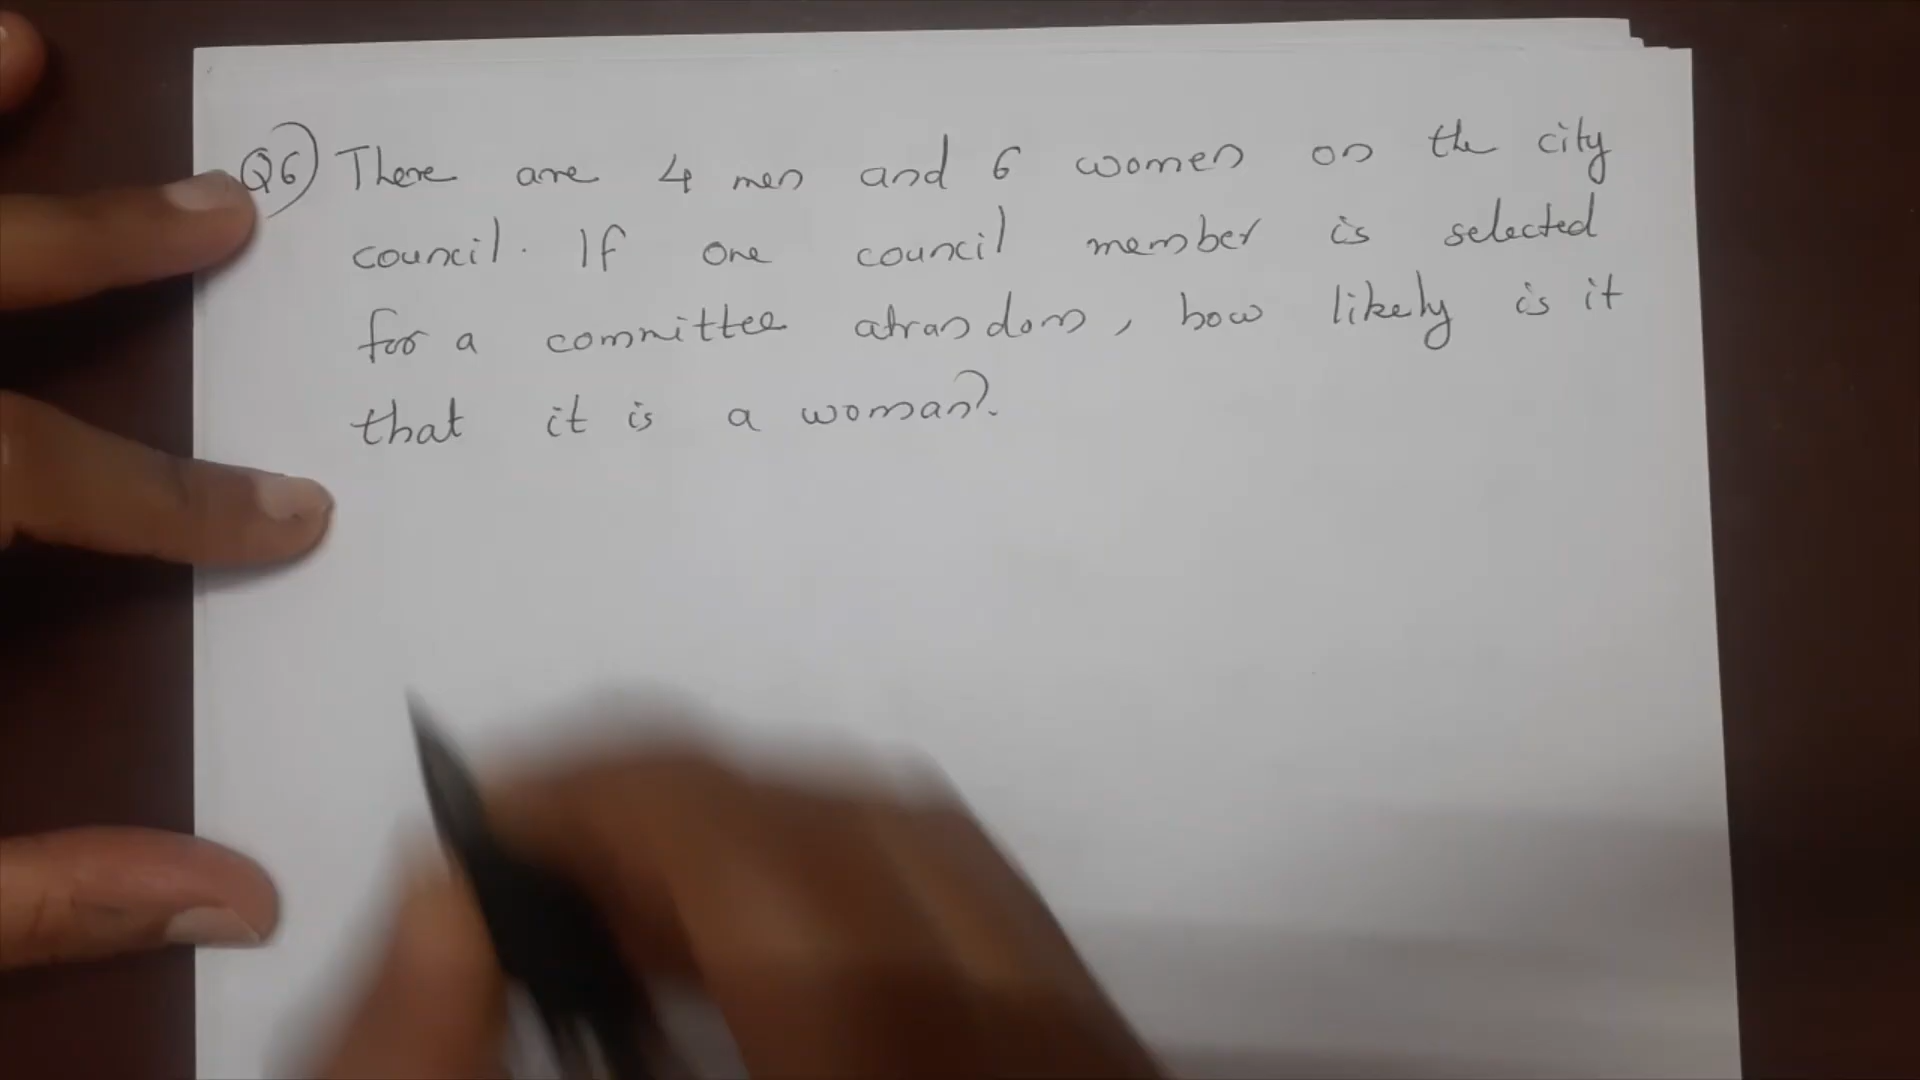 Q6) There are 4 men and 6 women on the city
council. If one council member is selected
for a committee atrandom, how likely is it
that it is a woman?